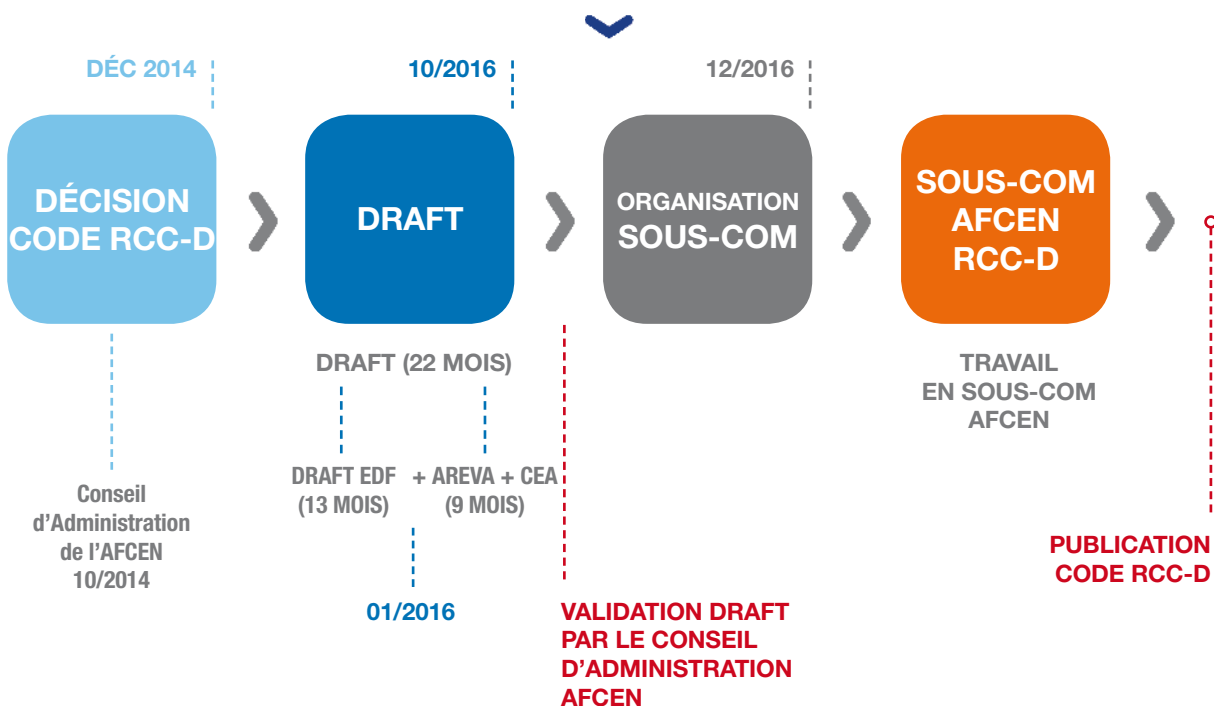 DÉC 2014
10/2016
12/2016
DÉCISION
CODE RCC-D
DRAFT
ORGANISATION
SOUS-COM
SOUS-COM
AFCEN
RCC-D
DRAFT (22 MOIS)
TRAVAIL
EN SOUS-COM
AFCEN
DRAFT EDF
(13 MOIS)
+ AREVA + CEA
(9 MOIS)
Conseil
d'Administration
de l'AFCEN
10/2014
01/2016
VALIDATION DRAFT
PAR LE CONSEIL
D'ADMINISTRATION
AFCEN
PUBLICATION
CODE RCC-D